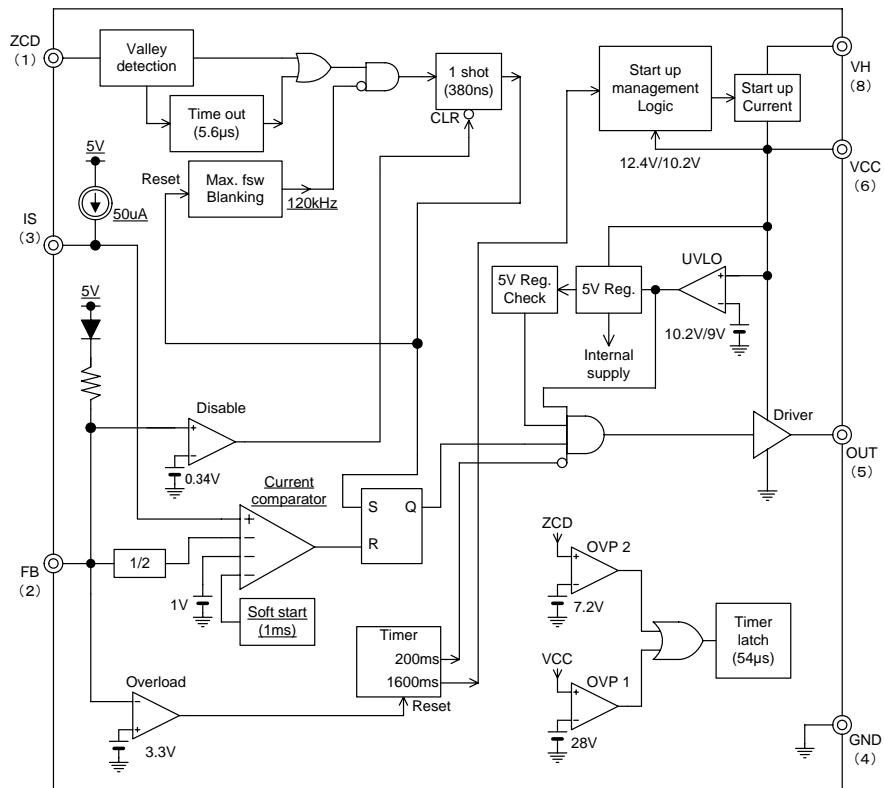 ZCD
(1)
Valley
detection
Time out
(5.6µs)
1 shot
(380ns)
CLR
Start up
management
Logic
Start up
Current
VH
(8)
12.4V/10.2V
VCC
(6)
5V
50uA
Reset
Max. fsw
Blanking
120kHz
IS
(3)
UVLO
5V Reg.
Check
5V Reg.
10.2V/9V
Internal
supply
5V
Disable
0.34V
Driver
OUT
(5)
Current
comparator
+
−
−
−
S
Q
R
FB
(2)
1/2
1V
Soft start
(1ms)
Timer
200ms
1600ms
Reset
Overload
−
+
3.3V
ZCD
OVP 2
7.2V
VCC
OVP 1
28V
Timer
latch
(54µs)
GND
(4)